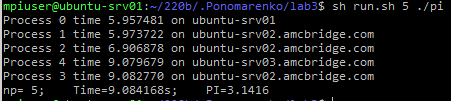 mpiuser@ubuntu-srv01:~/220b/.Ponomarenko/lab3$ sh run.sh 5 ./pi
Process 0 time 5.957481 on ubuntu-srv01
Process 1 time 5.973722 on ubuntu-srv02.amcbridge.com
Process 2 time 6.906878 on ubuntu-srv02.amcbridge.com
Process 4 time 9.079679 on ubuntu-srv03.amcbridge.com
Process 3 time 9.082770 on ubuntu-srv02.amcbridge.com
np= 5; Time=9.084168s; PI=3.1416